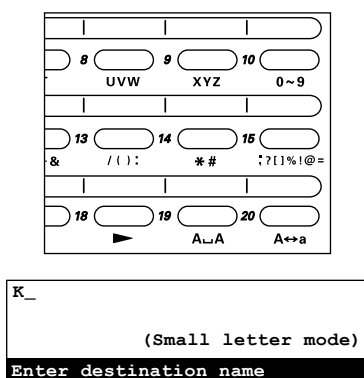 8 9 10
UVW XYZ 0~9
13 14 15
& /():  ✱# ;?[]%!@=
18 19 20
► A⎵A A↔a
K_
(Small letter mode)
Enter destination name